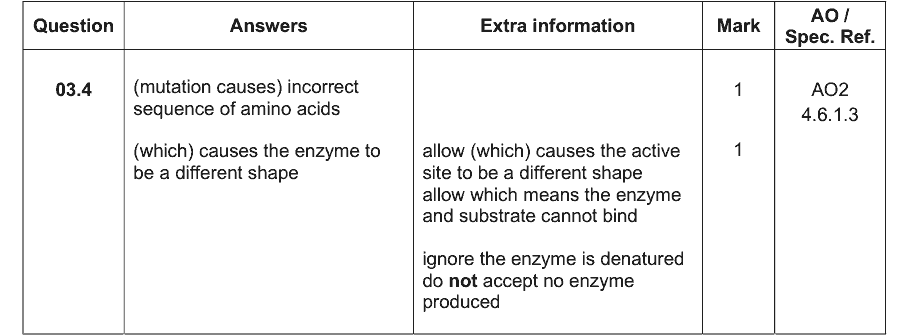 Question Answers Extra information Mark AO /
Spec. Ref.
03.4 (mutation causes) incorrect 1 AO2
sequence of amino acids 4.6.1.3
(which) causes the enzyme to allow (which) causes the active 1
be a different shape site to be a different shape
allow which means the enzyme
and substrate cannot bind
ignore the enzyme is denatured
do not accept no enzyme
produced